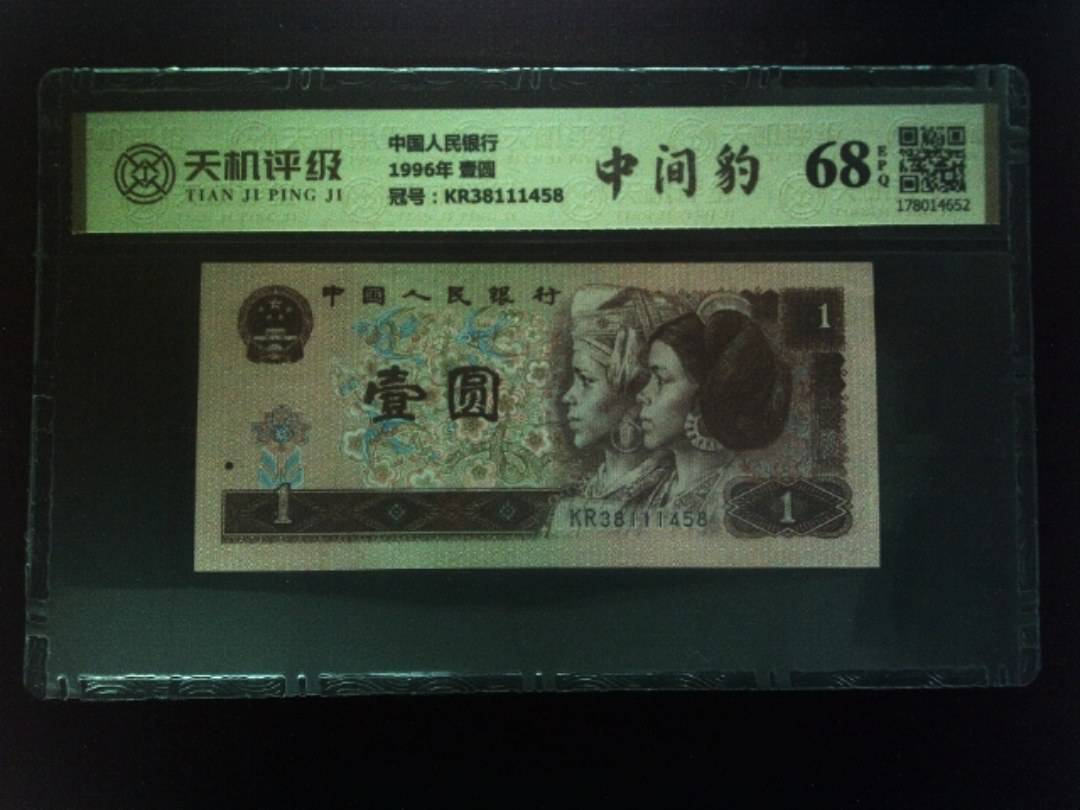 天机评级
TIAN JI PING JI
中国人民银行
1996年 壹圆
冠号：KR38111458
中间豹
68
EPQ
178014652
中国人民银行
1
壹圆
1
KR38111458
1